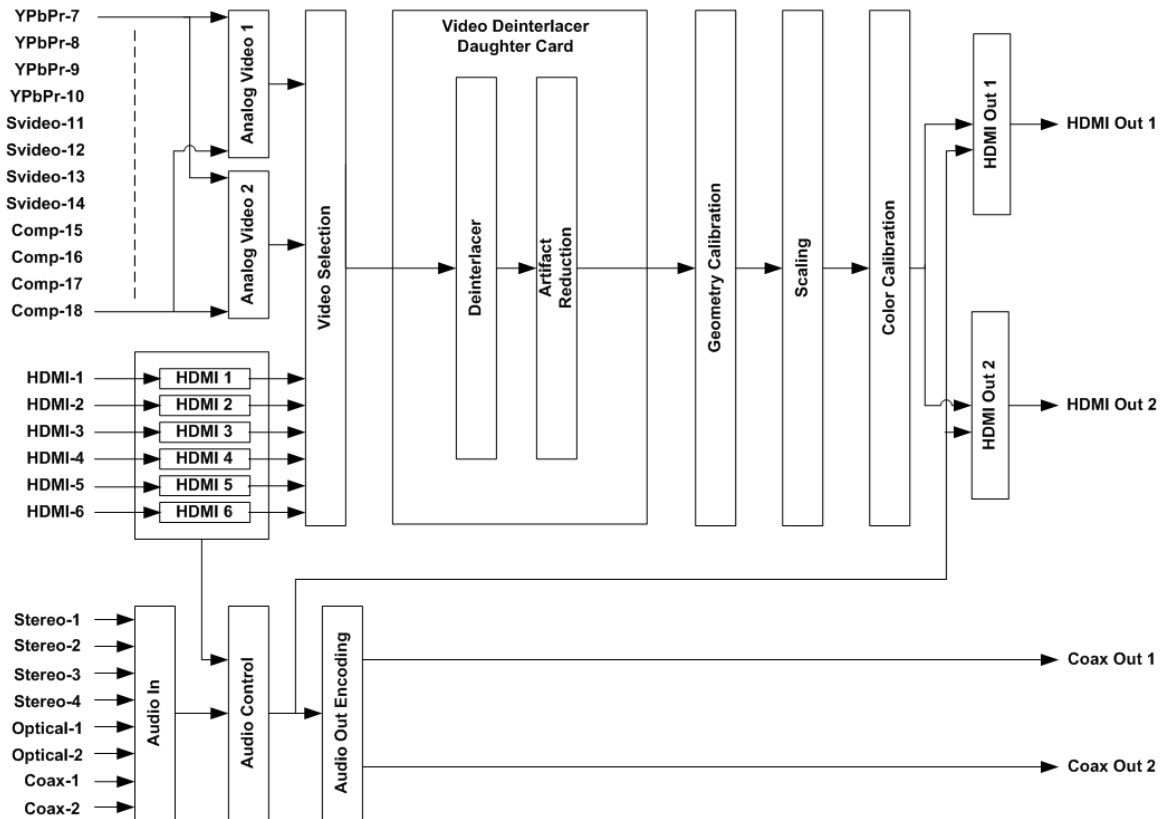 YPbPr-7
YPbPr-8
YPbPr-9
YPbPr-10
Svideo-11
Svideo-12
Svideo-13
Svideo-14
Comp-15
Comp-16
Comp-17
Comp-18
Analog Video 1
Analog Video 2
HDMI-1
HDMI-2
HDMI-3
HDMI-4
HDMI-5
HDMI-6
HDMI 1
HDMI 2
HDMI 3
HDMI 4
HDMI 5
HDMI 6
Video Selection
Video Deinterlacer
Daughter Card
Deinterlacer
Artifact
Reduction
Geometry Calibration
Scaling
Color Calibration
HDMI Out 1
HDMI Out 1
HDMI Out 2
HDMI Out 2
Stereo-1
Stereo-2
Stereo-3
Stereo-4
Optical-1
Optical-2
Coax-1
Coax-2
Audio In
Audio Control
Audio Out Encoding
Coax Out 1
Coax Out 2